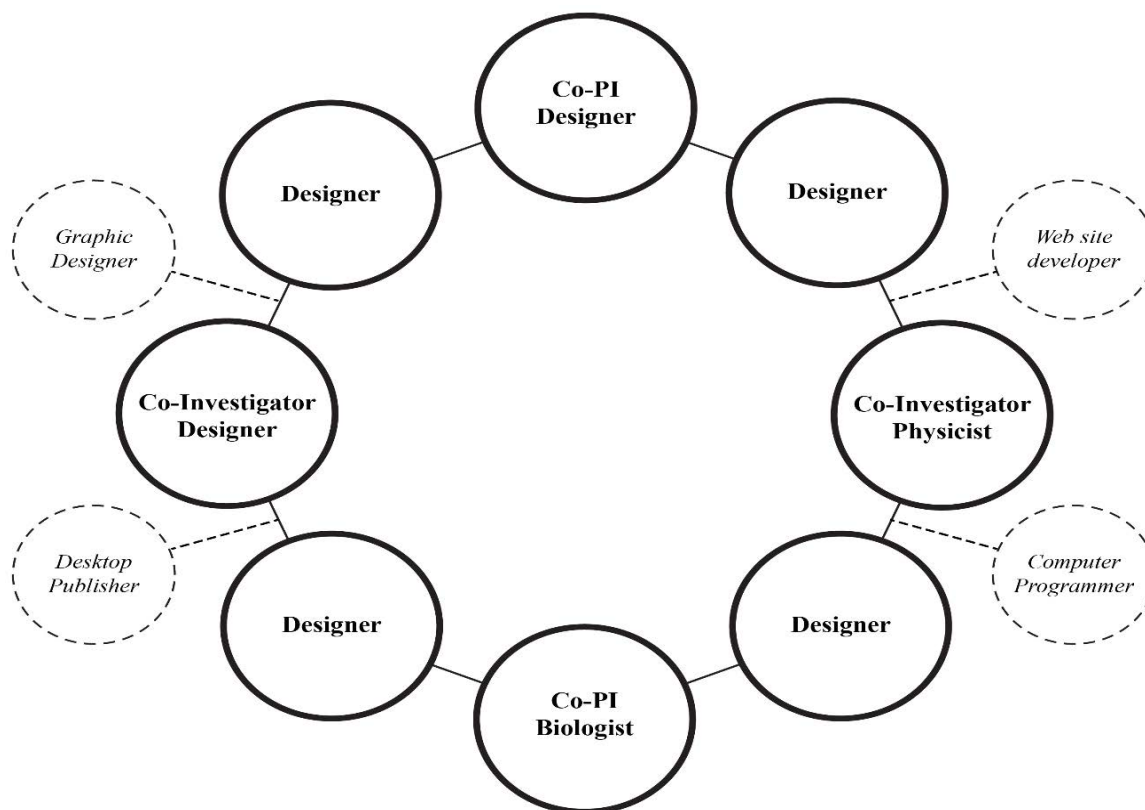 Co-PI
Designer
Designer
Designer
Graphic
Designer
Web site
developer
Co-Investigator
Designer
Co-Investigator
Physicist
Desktop
Publisher
Computer
Programmer
Designer
Designer
Co-PI
Biologist